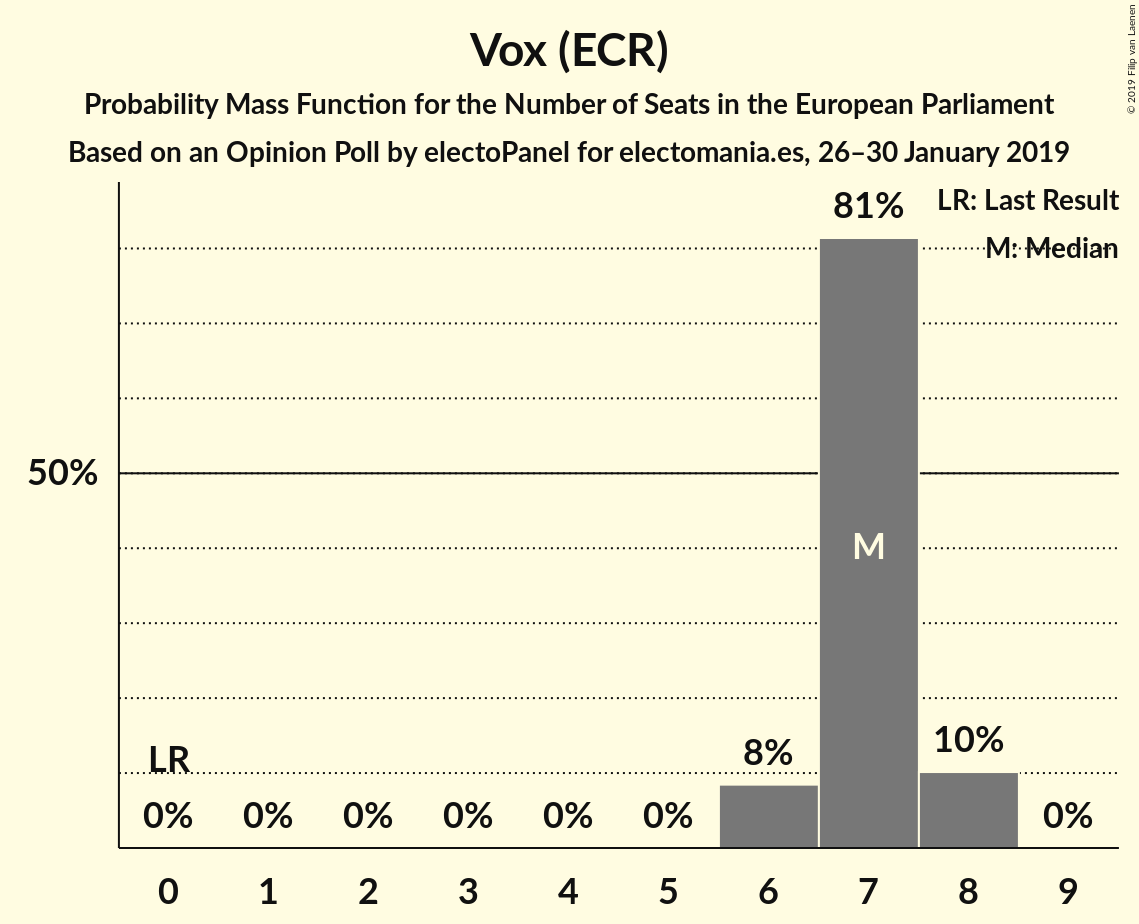 Vox (ECR)
Probability Mass Function for the Number of Seats in the European Parliament
Based on an Opinion Poll by electoPanel for electomania.es, 26–30 January 2019
© 2019 Filip van Laenen
LR: Last Result
M: Median
81%
50%
M
LR
8%
10%
0% 0% 0% 0% 0% 0% 0%
0 1 2 3 4 5 6 7 8 9